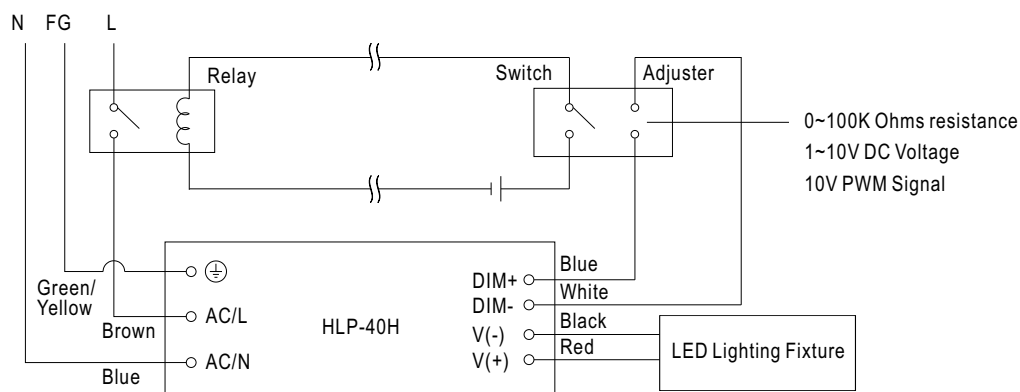 N FG L
Relay
Switch
Adjuster
0~100K Ohms resistance
1~10V DC Voltage
10V PWM Signal
Green/
Yellow
Brown
Blue
AC/L
AC/N
HLP-40H
DIM+
DIM-
V(-)
V(+)
Blue
White
Black
Red
LED Lighting Fixture